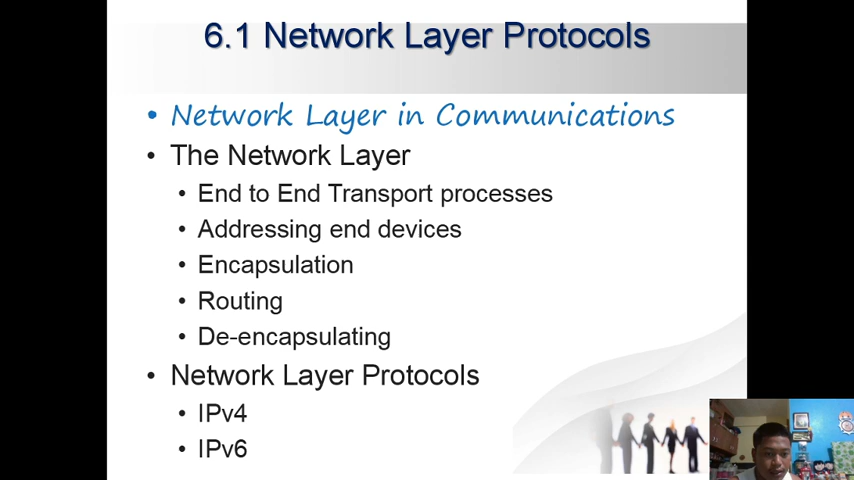 6.1 Network Layer Protocols
• Network Layer in Communications
• The Network Layer
• End to End Transport processes
• Addressing end devices
• Encapsulation
• Routing
• De-encapsulating
• Network Layer Protocols
• IPv4
• IPv6